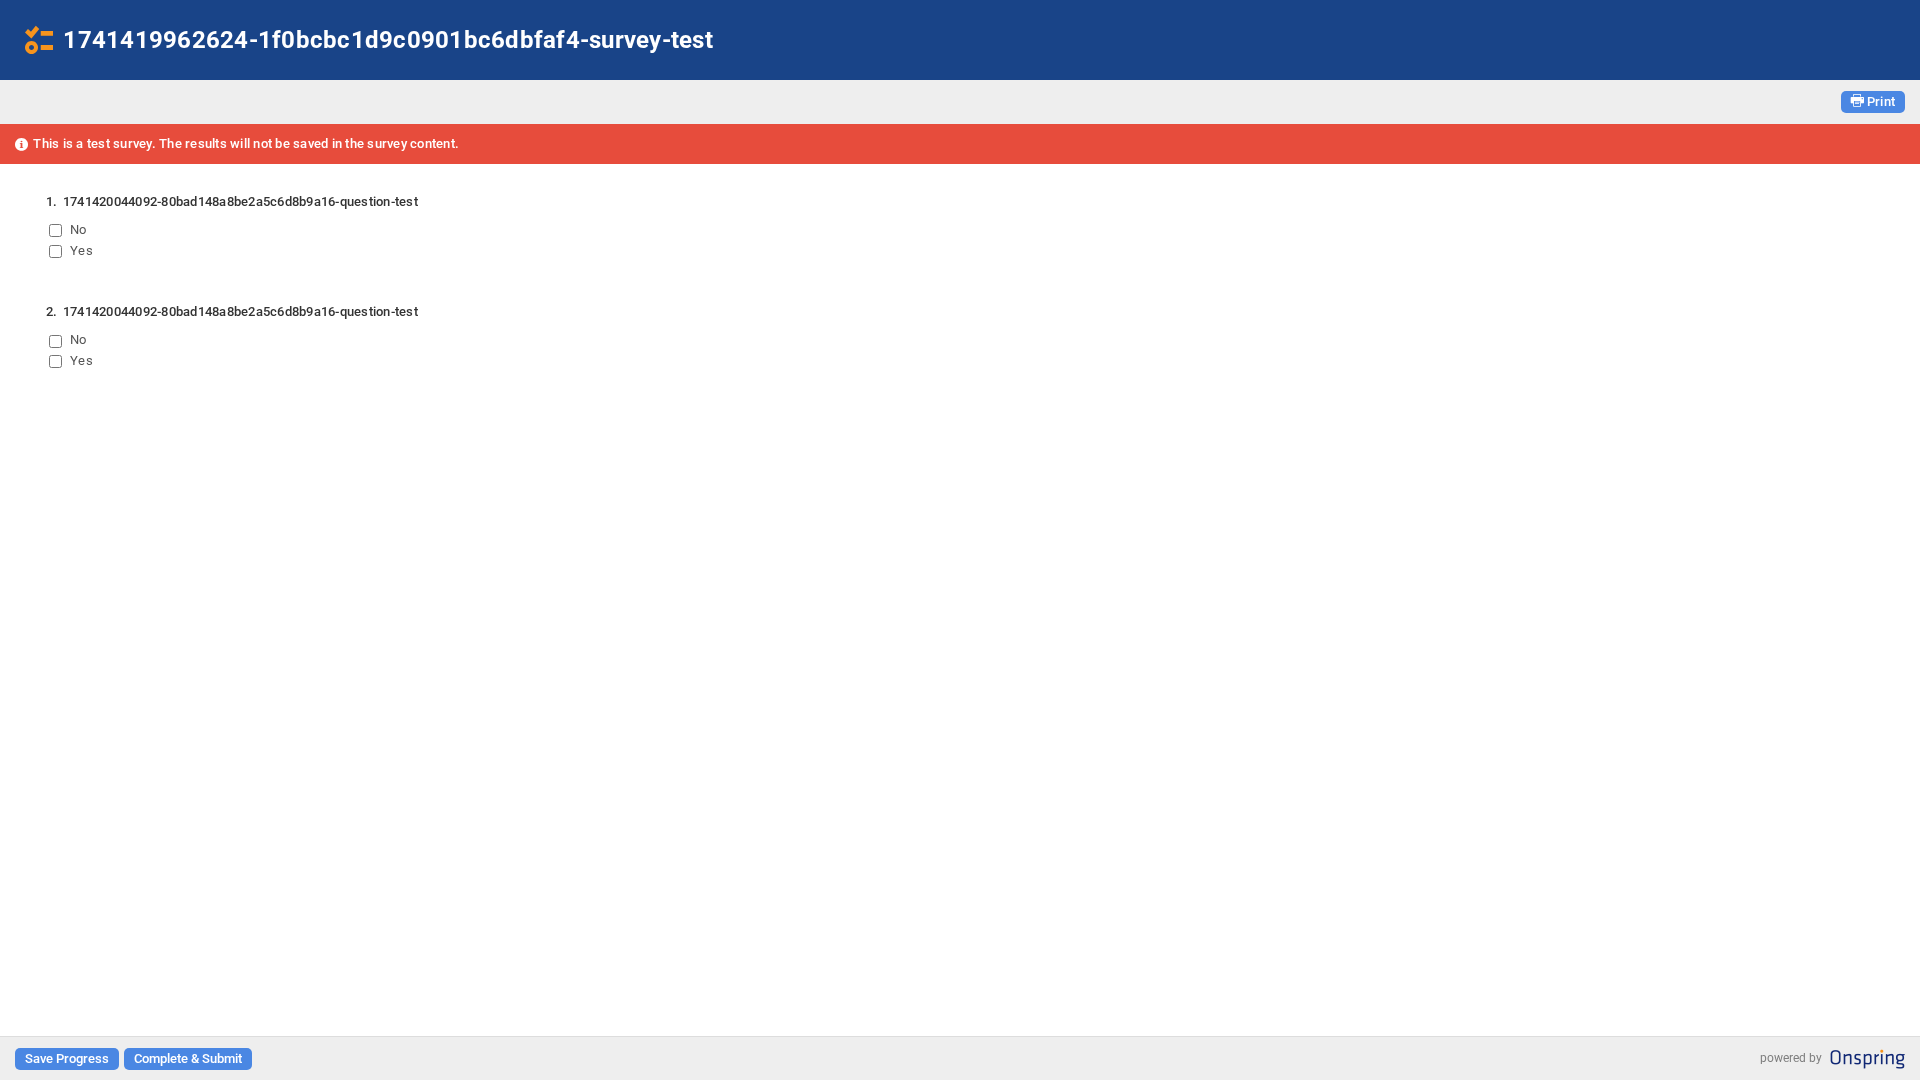 1741419962624-1f0bcbc1d9c0901bc6dbfaf4-survey-test
Print
This is a test survey. The results will not be saved in the survey content.
1. 1741420044092-80bad148a8be2a5c6d8b9a16-question-test
No
Yes
2. 1741420044092-80bad148a8be2a5c6d8b9a16-question-test
No
Yes
Save Progress Complete & Submit powered by Onspring